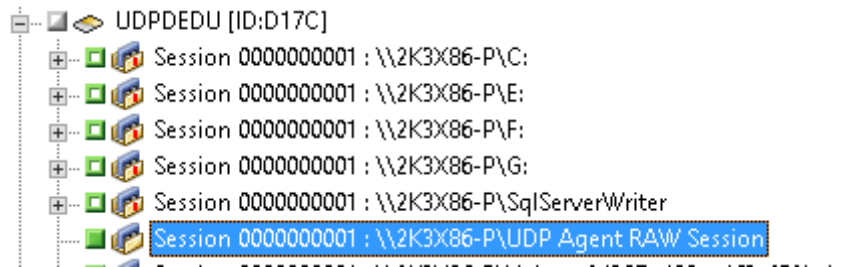 UDPDEDU [ID:D17C]
Session 0000000001 : \\2K3X86-P\C:
Session 0000000001 : \\2K3X86-P\E:
Session 0000000001 : \\2K3X86-P\F:
Session 0000000001 : \\2K3X86-P\G:
Session 0000000001 : \\2K3X86-P\SqlServerWriter
Session 0000000001 : \\2K3X86-P\UDP Agent RAW Session